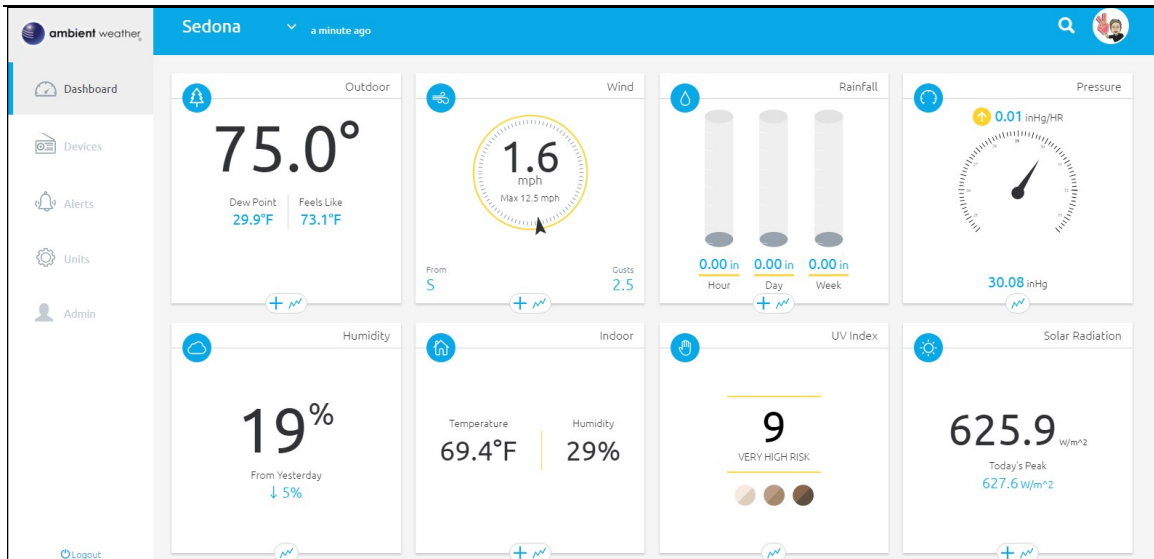 ambient weather
Sedona
a minute ago
Dashboard
Devices
Alerts
Units
Admin
Logout
Outdoor
75.0°
Dew Point
29.9°F
Feels Like
73.1°F
Wind
1.6
mph
Max 12.5 mph
From
S
Gusts
2.5
Rainfall
0.00 in
Hour
0.00 in
Day
0.00 in
Week
Pressure
0.01 inHg/HR
30.08 inHg
Humidity
19%
From Yesterday
↓ 5%
Indoor
Temperature
69.4°F
Humidity
29%
UV Index
9
VERY HIGH RISK
Solar Radiation
625.9 W/m^2
Today's Peak
627.6 W/m^2